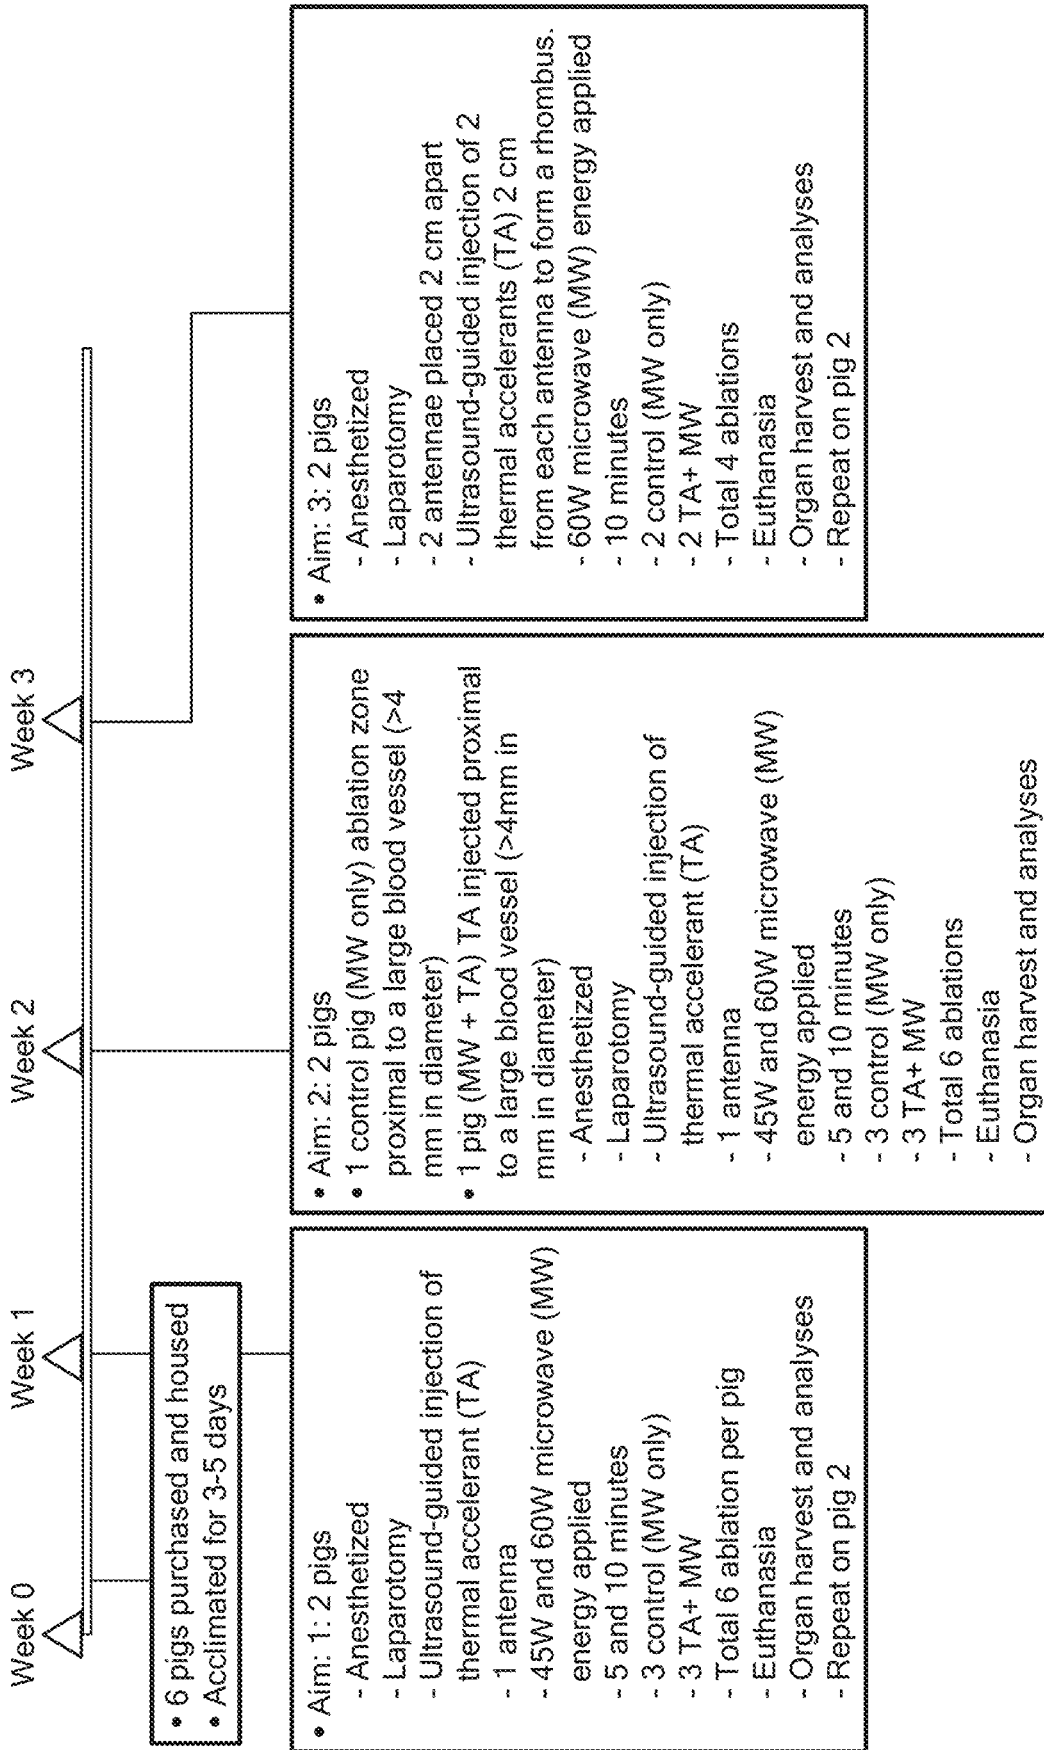 Week 0
Week 1
Week 2
Week 3
• 6 pigs purchased and housed
• Acclimated for 3-5 days
• Aim: 1: 2 pigs
- Anesthetized
- Laparotomy
- Ultrasound-guided injection of
thermal accelerant (TA)
- 1 antenna
- 45W and 60W microwave (MW)
energy applied
- 5 and 10 minutes
- 3 control (MW only)
- 3 TA+ MW
- Total 6 ablation per pig
- Euthanasia
- Organ harvest and analyses
- Repeat on pig 2
• Aim: 2: 2 pigs
• 1 control pig (MW only) ablation zone
proximal to a large blood vessel (>4
mm in diameter)
• 1 pig (MW + TA) TA injected proximal
to a large blood vessel (>4mm in
mm in diameter)
- Anesthetized
- Laparotomy
- Ultrasound-guided injection of
thermal accelerant (TA)
- 1 antenna
- 45W and 60W microwave (MW)
energy applied
- 5 and 10 minutes
- 3 control (MW only)
- 3 TA+ MW
- Total 6 ablations
- Euthanasia
- Organ harvest and analyses
• Aim: 3: 2 pigs
- Anesthetized
- Laparotomy
- 2 antennae placed 2 cm apart
- Ultrasound-guided injection of 2
thermal accelerants (TA) 2 cm
from each antenna to form a rhombus.
- 60W microwave (MW) energy applied
- 10 minutes
- 2 control (MW only)
- 2 TA+ MW
- Total 4 ablations
- Euthanasia
- Organ harvest and analyses
- Repeat on pig 2